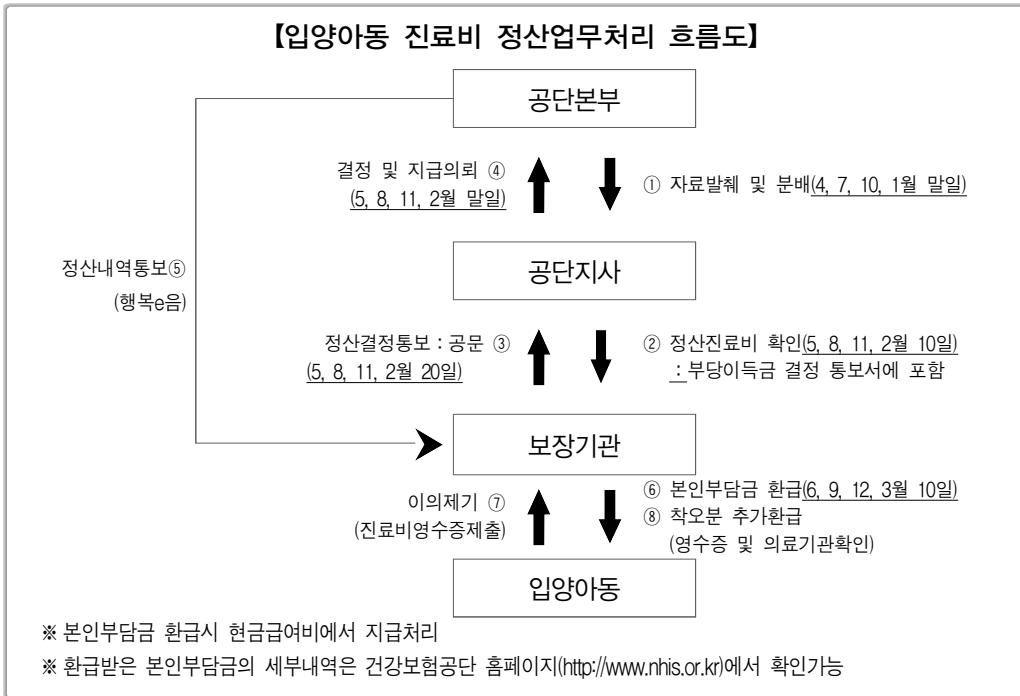 【입양아동 진료비 정산업무처리 흐름도】
공단본부
결정 및 지급의뢰 ④
(5, 8, 11, 2월 말일)
① 자료발췌 및 분배(4, 7, 10, 1월 말일)
공단지사
정산내역통보⑤
(행복e음)
정산결정통보 : 공문 ③
(5, 8, 11, 2월 20일)
② 정산진료비 확인(5, 8, 11, 2월 10일)
: 부당이득금 결정 통보서에 포함
보장기관
이의제기 ⑦
(진료비영수증제출)
⑥ 본인부담금 환급(6, 9, 12, 3월 10일)
⑧ 착오분 추가환급
(영수증 및 의료기관확인)
입양아동
※ 본인부담금 환급시 현금급여비에서 지급처리
※ 환급받은 본인부담금의 세부내역은 건강보험공단 홈페이지(http://www.nhis.or.kr)에서 확인가능